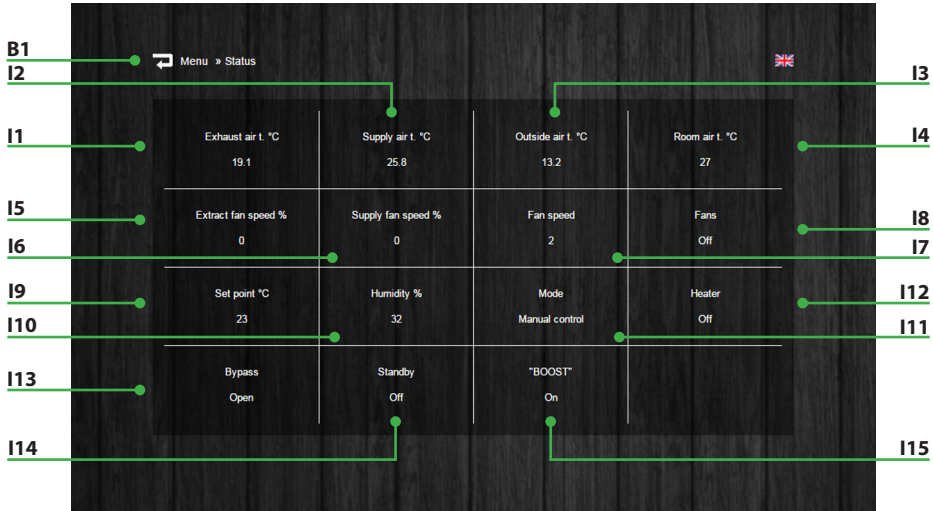 B1
Menu » Status
I2
I3
I1
Exhaust air t. °C
Supply air t. °C
Outside air t. °C
Room air t. °C
I4
19.1
25.8
13.2
27
I5
Extract fan speed %
Supply fan speed %
Fan speed
Fans
I8
0
0
2
Off
I6
I7
I9
Set point °C
Humidity %
Mode
Heater
I12
23
32
Manual control
Off
I10
I11
I13
Bypass
Standby
"BOOST"
Open
Off
On
I14
I15